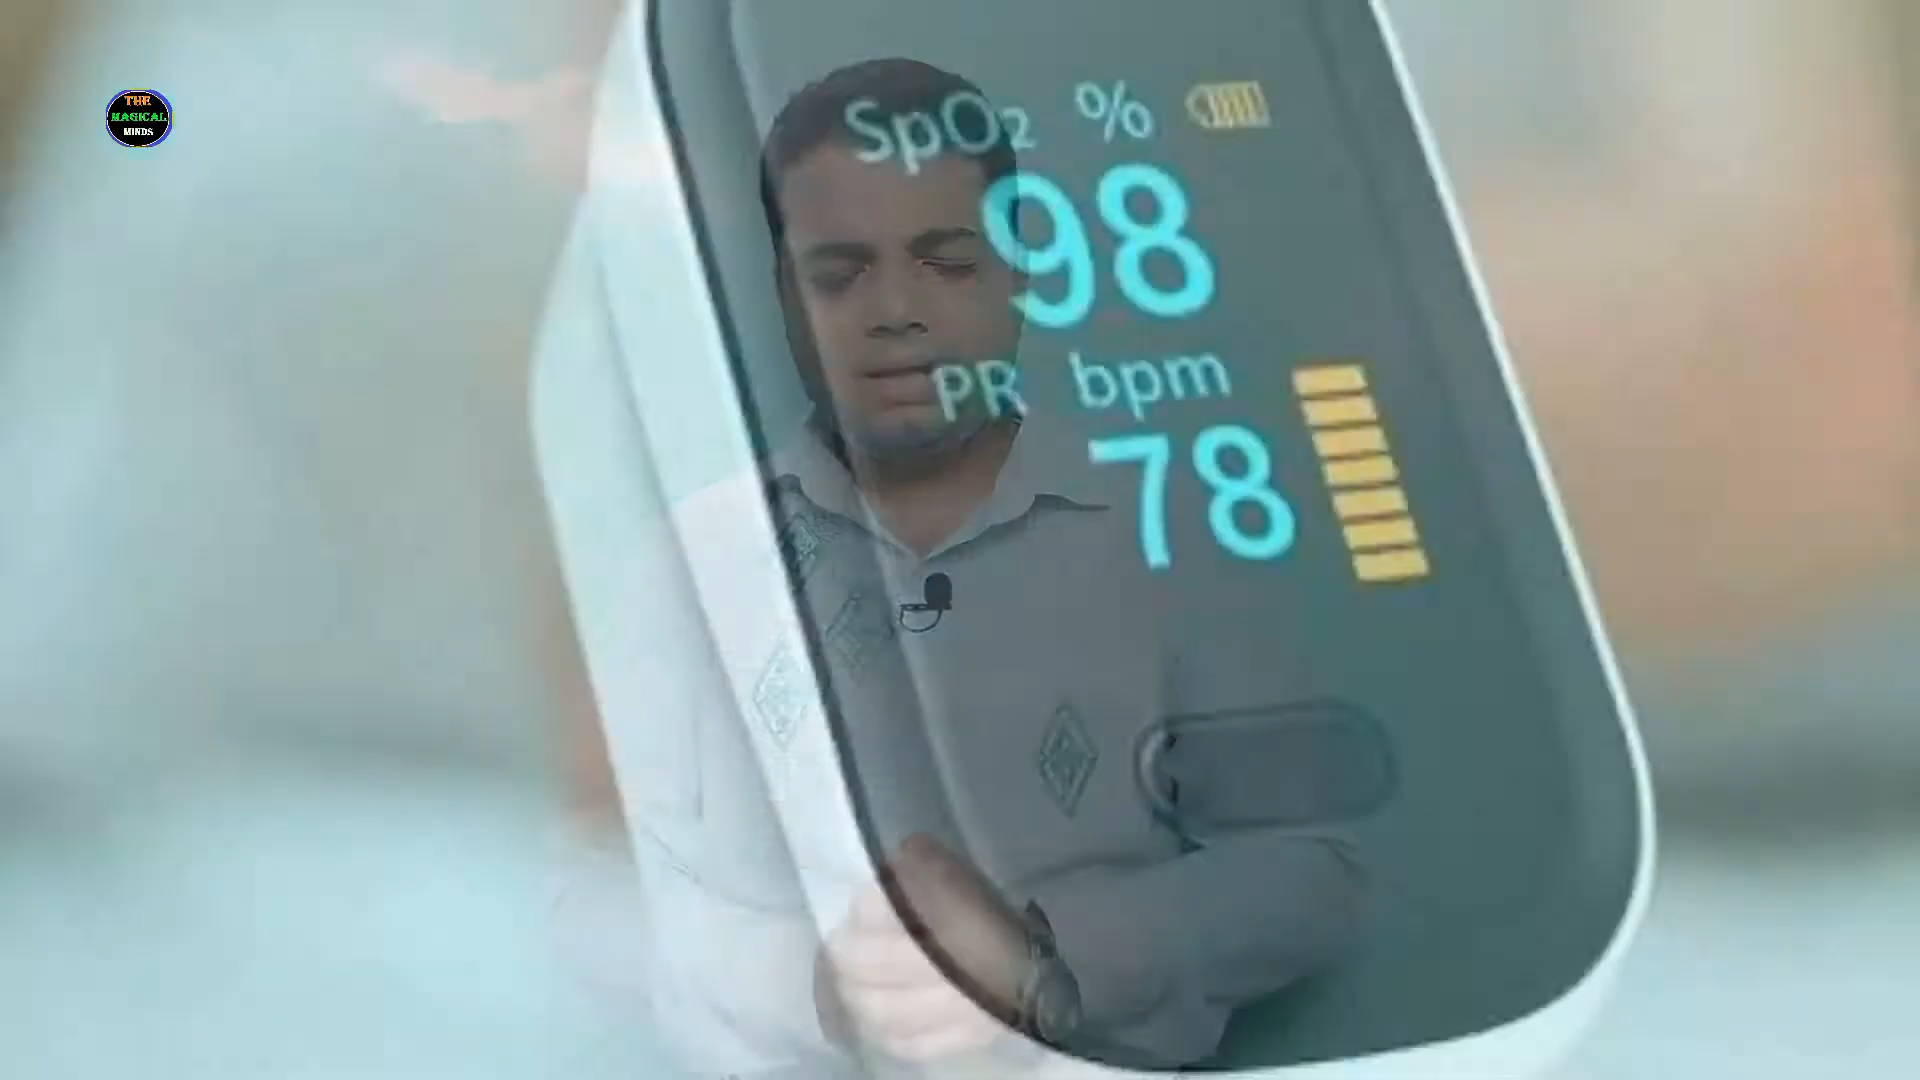 THE
MAGICAL
MINDS
SpO₂ %
98
PR bpm
78